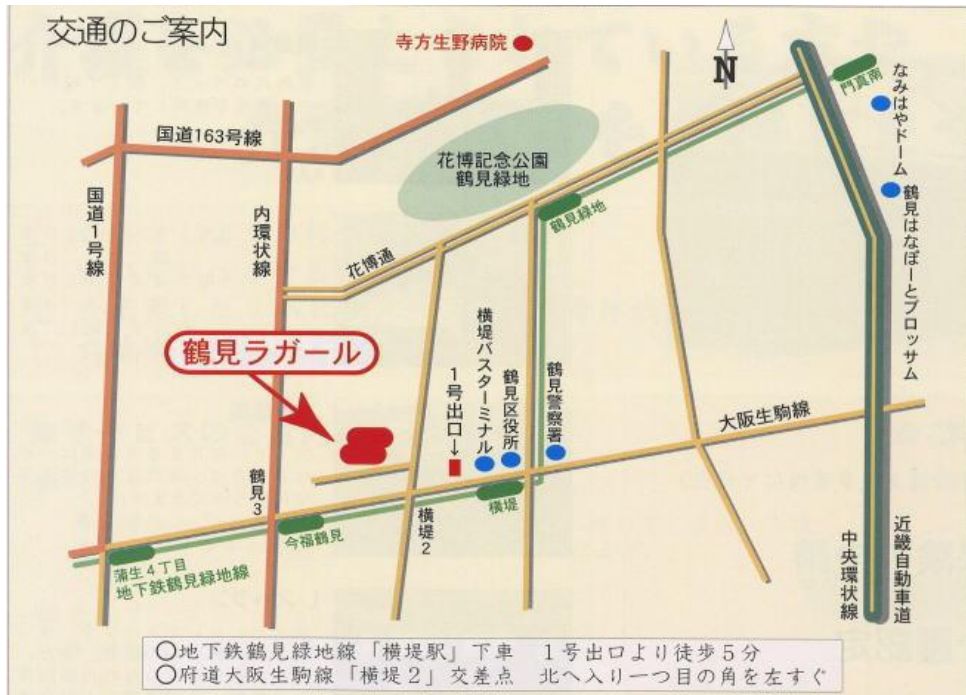 交通のご案内
寺方生野病院
N
門真南
なみはやドーム
国道163号線
花博記念公園
鶴見緑地
鶴見緑地
鶴見はなぽーとブロッサム
国道1号線
内環状線
花博通
鶴見ラガール
1号出口↓
横堤バスターミナル
鶴見区役所
鶴見警察署
大阪生駒線
鶴見3
今福鶴見
横堤2
横堤
蒲生4丁目
地下鉄鶴見緑地線
中央環状線
近畿自動車道
○地下鉄鶴見緑地線「横堤駅」下車 1号出口より徒歩5分
○府道大阪生駒線「横堤2」交差点 北へ入り一つ目の角を左すぐ